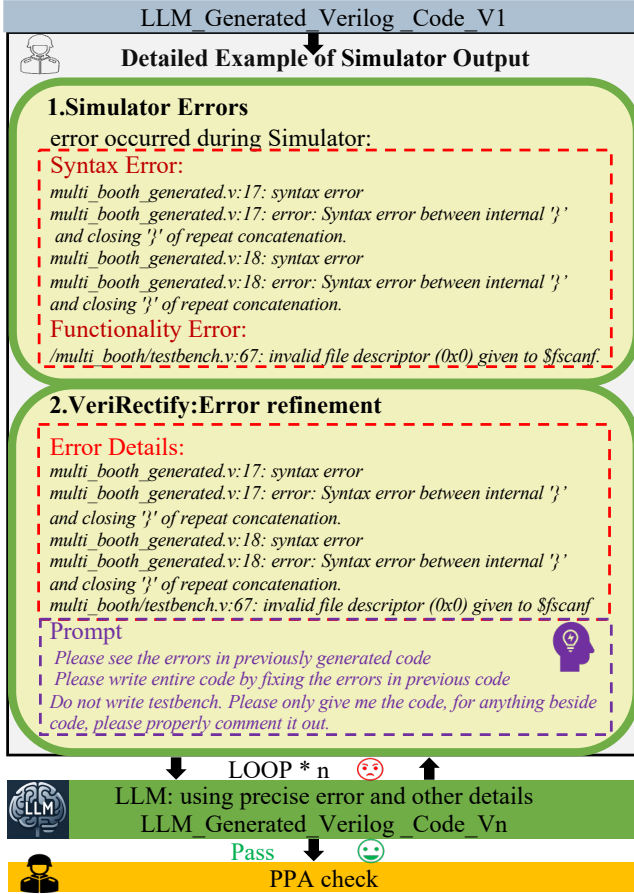 LLM_Generated_Verilog _Code_V1
Detailed Example of Simulator Output
1.Simulator Errors
error occurred during Simulator:
Syntax Error:
multi_booth_generated.v:17: syntax error
multi_booth_generated.v:17: error: Syntax error between internal '}’
and closing '}' of repeat concatenation.
multi_booth_generated.v:18: syntax error
multi_booth_generated.v:18: error: Syntax error between internal '}’
and closing '}' of repeat concatenation.
Functionality Error:
/multi_booth/testbench.v:67: invalid file descriptor (0x0) given to $fscanf.
2.VeriRectify:Error refinement
Error Details:
multi_booth_generated.v:17: syntax error
multi_booth_generated.v:17: error: Syntax error between internal '}’
and closing '}' of repeat concatenation.
multi_booth_generated.v:18: syntax error
multi_booth_generated.v:18: error: Syntax error between internal '}’
and closing '}' of repeat concatenation.
multi_booth/testbench.v:67: invalid file descriptor (0x0) given to $fscanf
Prompt
Please see the errors in previously generated code
Please write entire code by fixing the errors in previous code
Do not write testbench. Please only give me the code, for anything beside
code, please properly comment it out.
LOOP * n
LLM
LLM: using precise error and other details
LLM_Generated_Verilog _Code_Vn
Pass
PPA check